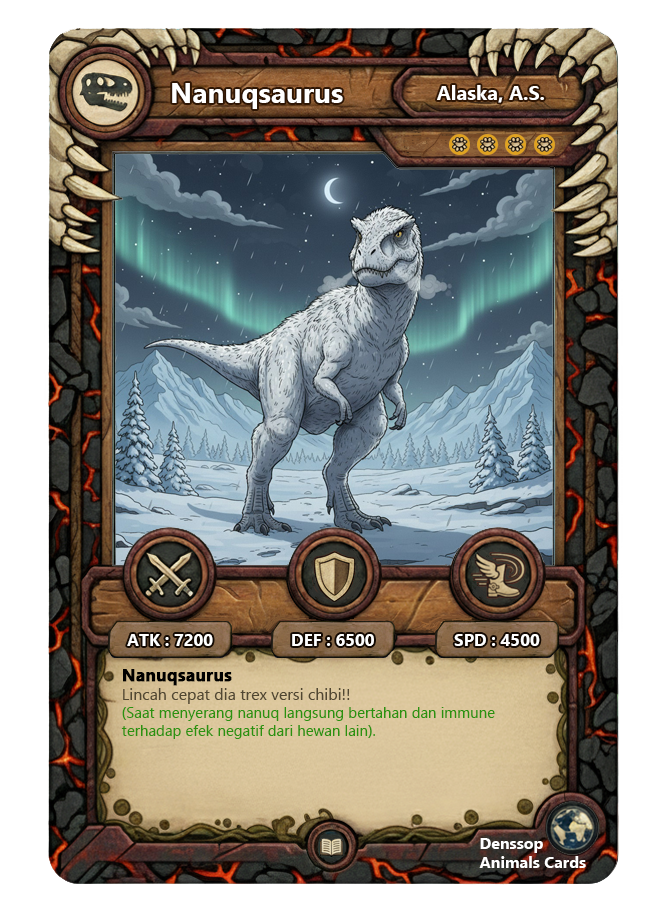 Nanuqsaurus
Alaska, A.S.
ATK : 7200
DEF : 6500
SPD : 4500
Nanuqsaurus
Lincah cepat dia trex versi chibi!!
(Saat menyerang nanuq langsung bertahan dan immune
terhadap efek negatif dari hewan lain).
Denssop
Animals Cards